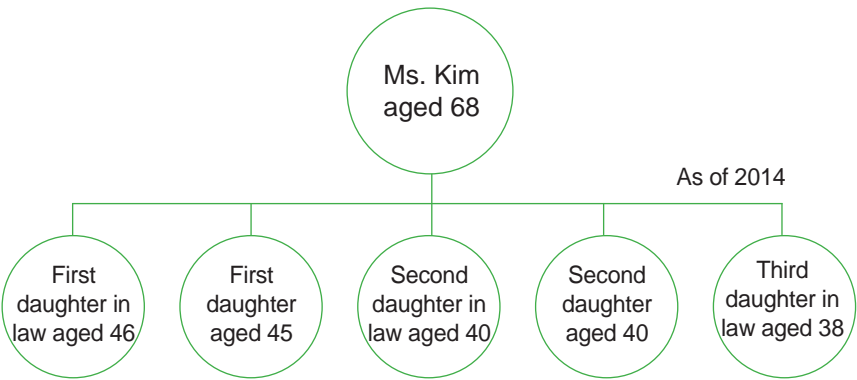 Ms. Kim
aged 68
As of 2014
First
daughter in
law aged 46
First
daughter
aged 45
Second
daughter in
law aged 40
Second
daughter
aged 40
Third
daughter in
law aged 38